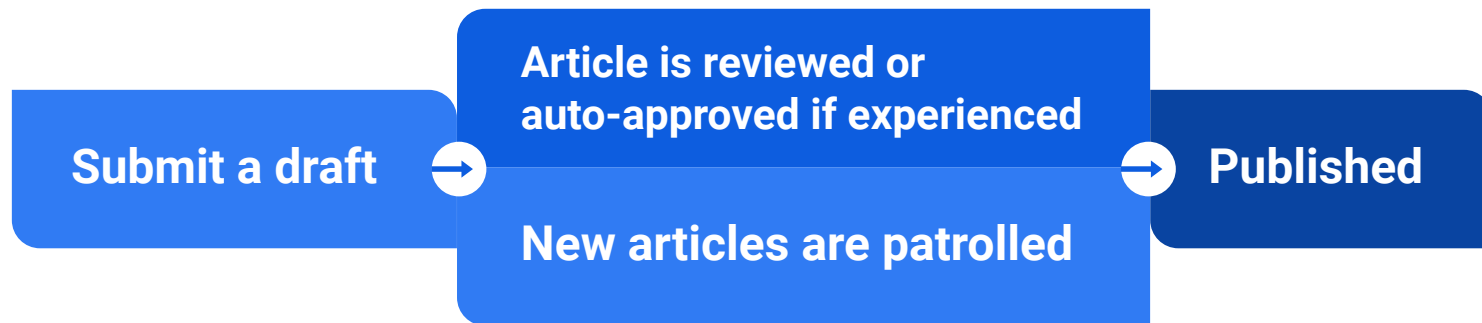 Submit a draft
Article is reviewed or
auto-approved if experienced
New articles are patrolled
Published